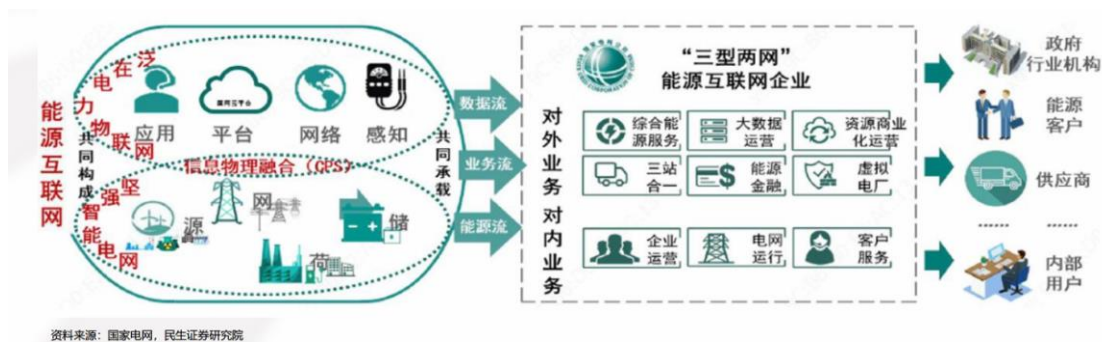 能源互联网
泛在电力物联网
共同构成
应用
平台
网络
感知
国网云平台
共同承载
信息物理融合（CPS）
坚强智能电网
源
网
荷
储
数据流
业务流
能源流
“三型两网”
能源互联网企业
对外业务
综合能
源服务
大数据
运营
资源商业
化运营
三站
合一
能源
金融
虚拟
电厂
对内业务
企业
运营
电网
运行
客户
服务
政府
行业机构
能源
客户
供应商
...... ......
内部
用户
资料来源：国家电网，民生证券研究院